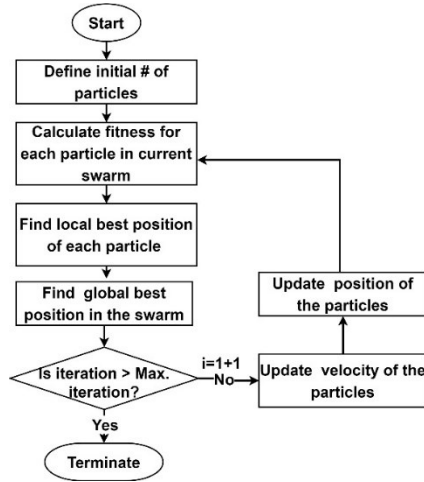 Start
Define initial # of
particles
Calculate fitness for
each particle in current
swarm
Find local best position
of each particle
Find global best
position in the swarm
Is iteration > Max.
iteration?
i=1+1
No
Yes
Terminate
Update position of
the particles
Update velocity of the
particles